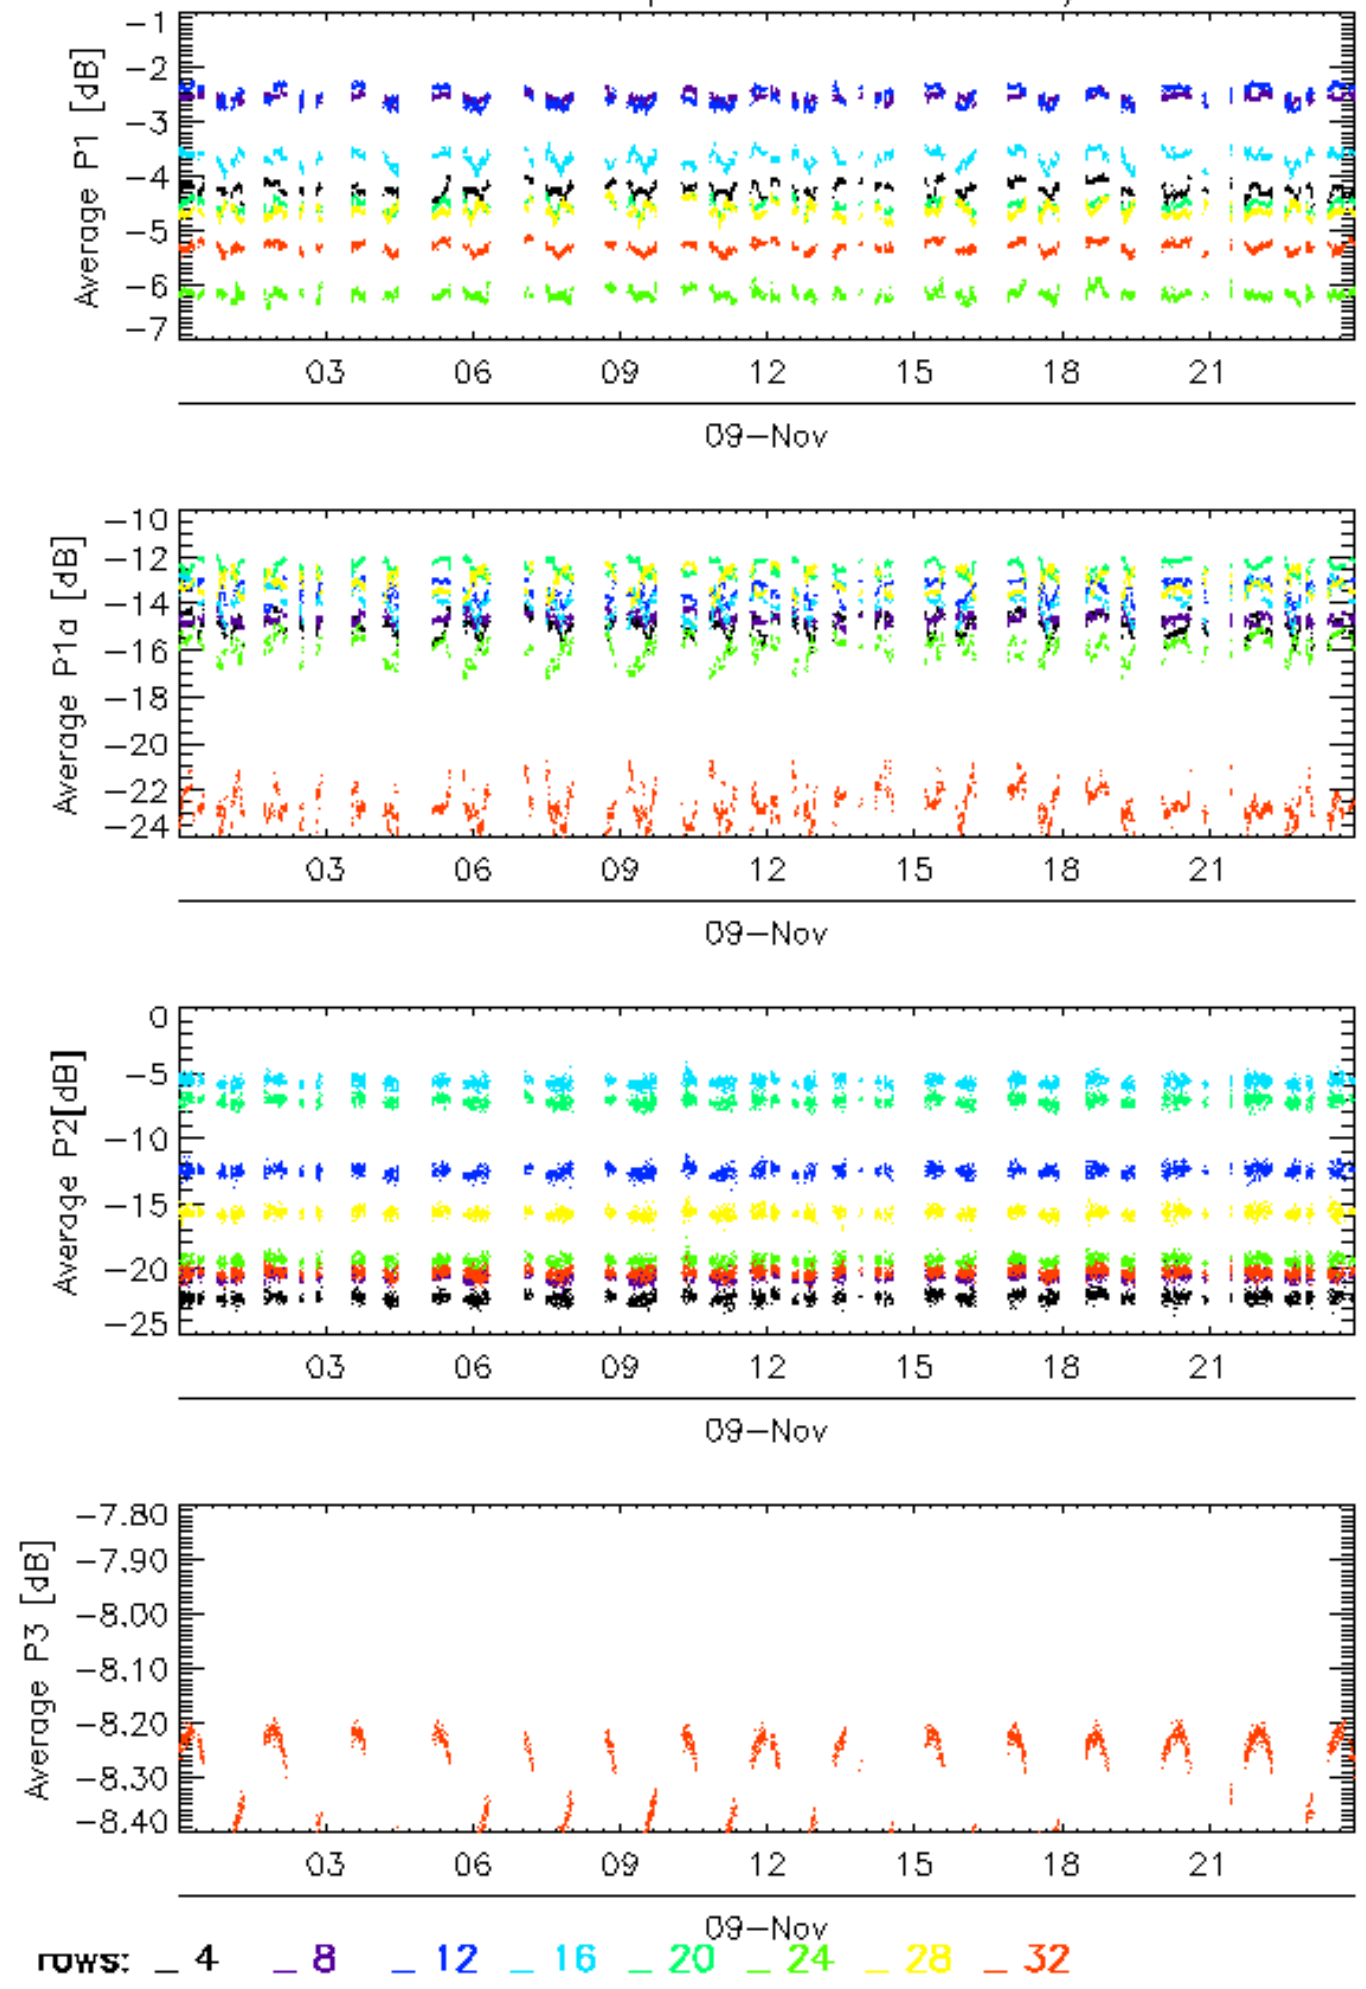 Average P1 [dB]
-1
-2
-3
-4
-5
-6
-7
03 06 09 12 15 18 21
09-Nov
Average P1a [dB]
-10
-12
-14
-16
-18
-20
-22
-24
03 06 09 12 15 18 21
09-Nov
Average P2[dB]
0
-5
-10
-15
-20
-25
03 06 09 12 15 18 21
09-Nov
Average P3 [dB]
-7.80
-7.90
-8.00
-8.10
-8.20
-8.30
-8.40
03 06 09 12 15 18 21
09-Nov
rows: _ 4 _ 8 _ 12 _ 16 _ 20 _ 24 _ 28 _ 32